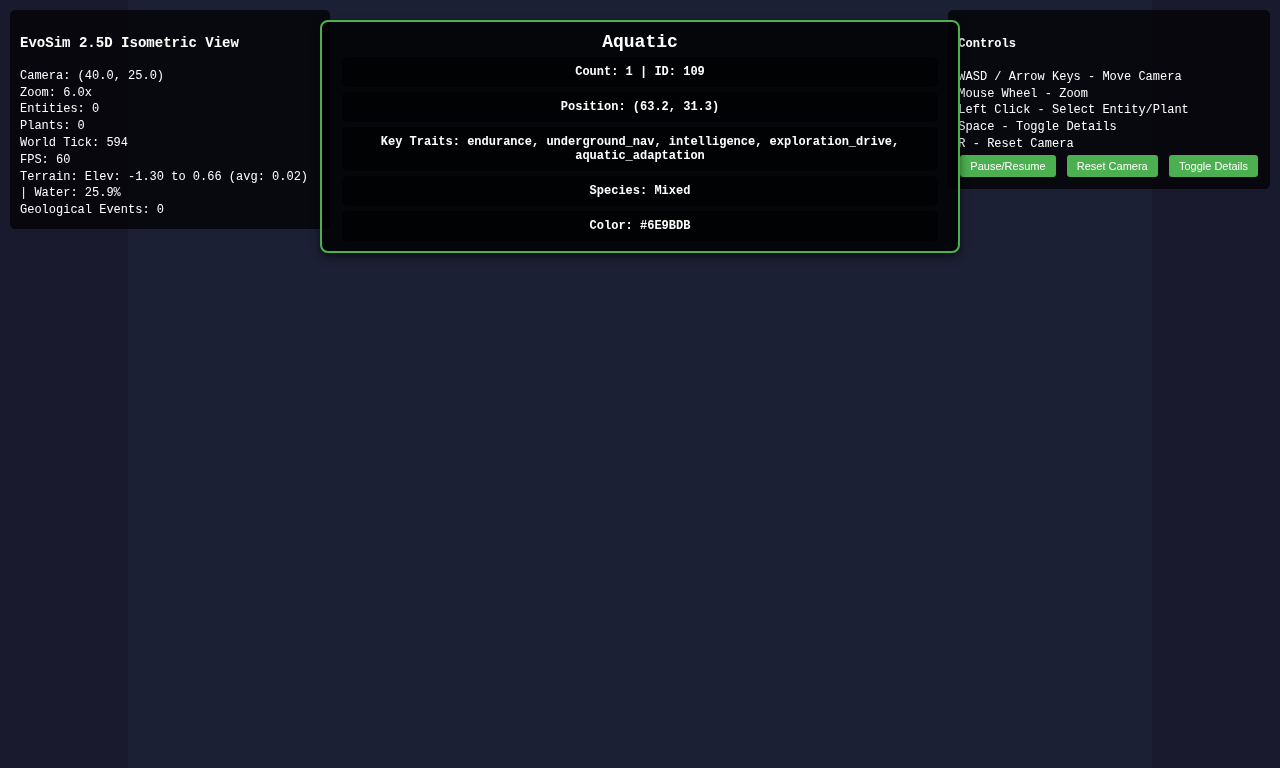 EvoSim 2.5D Isometric View
Camera: (40.0, 25.0)
Zoom: 6.0x
Entities: 0
Plants: 0
World Tick: 594
FPS: 60
Terrain: Elev: -1.30 to 0.66 (avg: 0.02)
| Water: 25.9%
Geological Events: 0
Aquatic
Count: 1 | ID: 109
Position: (63.2, 31.3)
Key Traits: endurance, underground_nav, intelligence, exploration_drive,
aquatic_adaptation
Species: Mixed
Color: #6E9BDB
Controls
WASD / Arrow Keys - Move Camera
Mouse Wheel - Zoom
Left Click - Select Entity/Plant
Space - Toggle Details
R - Reset Camera
Pause/Resume
Reset Camera
Toggle Details